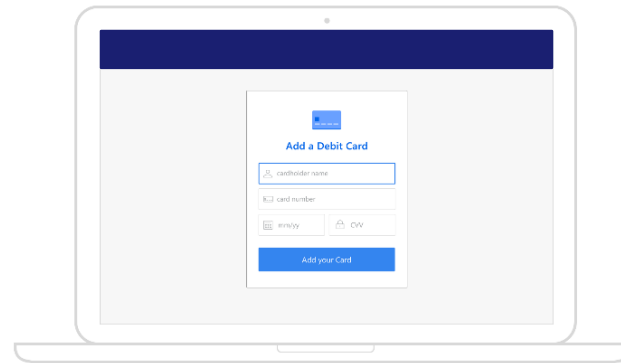 Add a Debit Card
cardholder name
card number
mm/yy
CVV
Add your Card